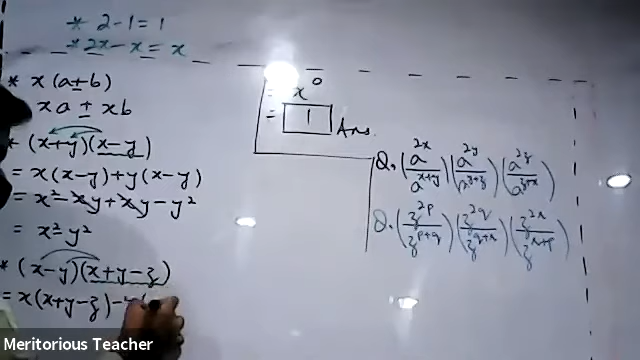 * 2-1=1
* 2x-x = x
* x(a±b)
xa ± xb
* (x+y)(x-y)
= x(x-y)+y(x-y)
= x²-xy+xy-y²
= x²-y²
* (x-y)(x+y-z)
= x(x+y-z)-
= x⁰
= 1 Ans.
Q. (a^2x/a^x+y)(a^2y/a^y+z)(a^2z/a^z+x)
Q. (z^2p/z^p+q)(z^2q/z^q+r)(z^2r/z^r+p)
Meritorious Teacher